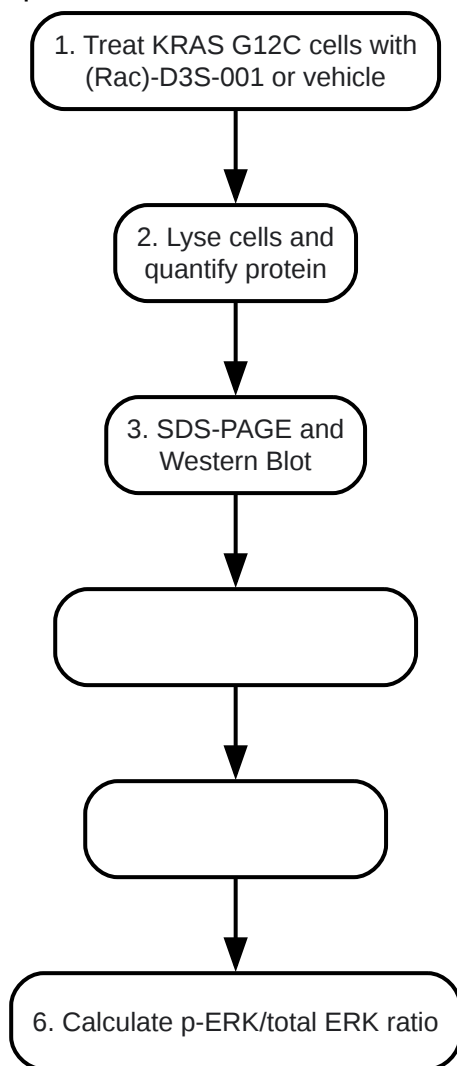 1. Treat KRAS G12C cells with
(Rac)-D3S-001 or vehicle
2. Lyse cells and
quantify protein
3. SDS-PAGE and
Western Blot
6. Calculate p-ERK/total ERK ratio